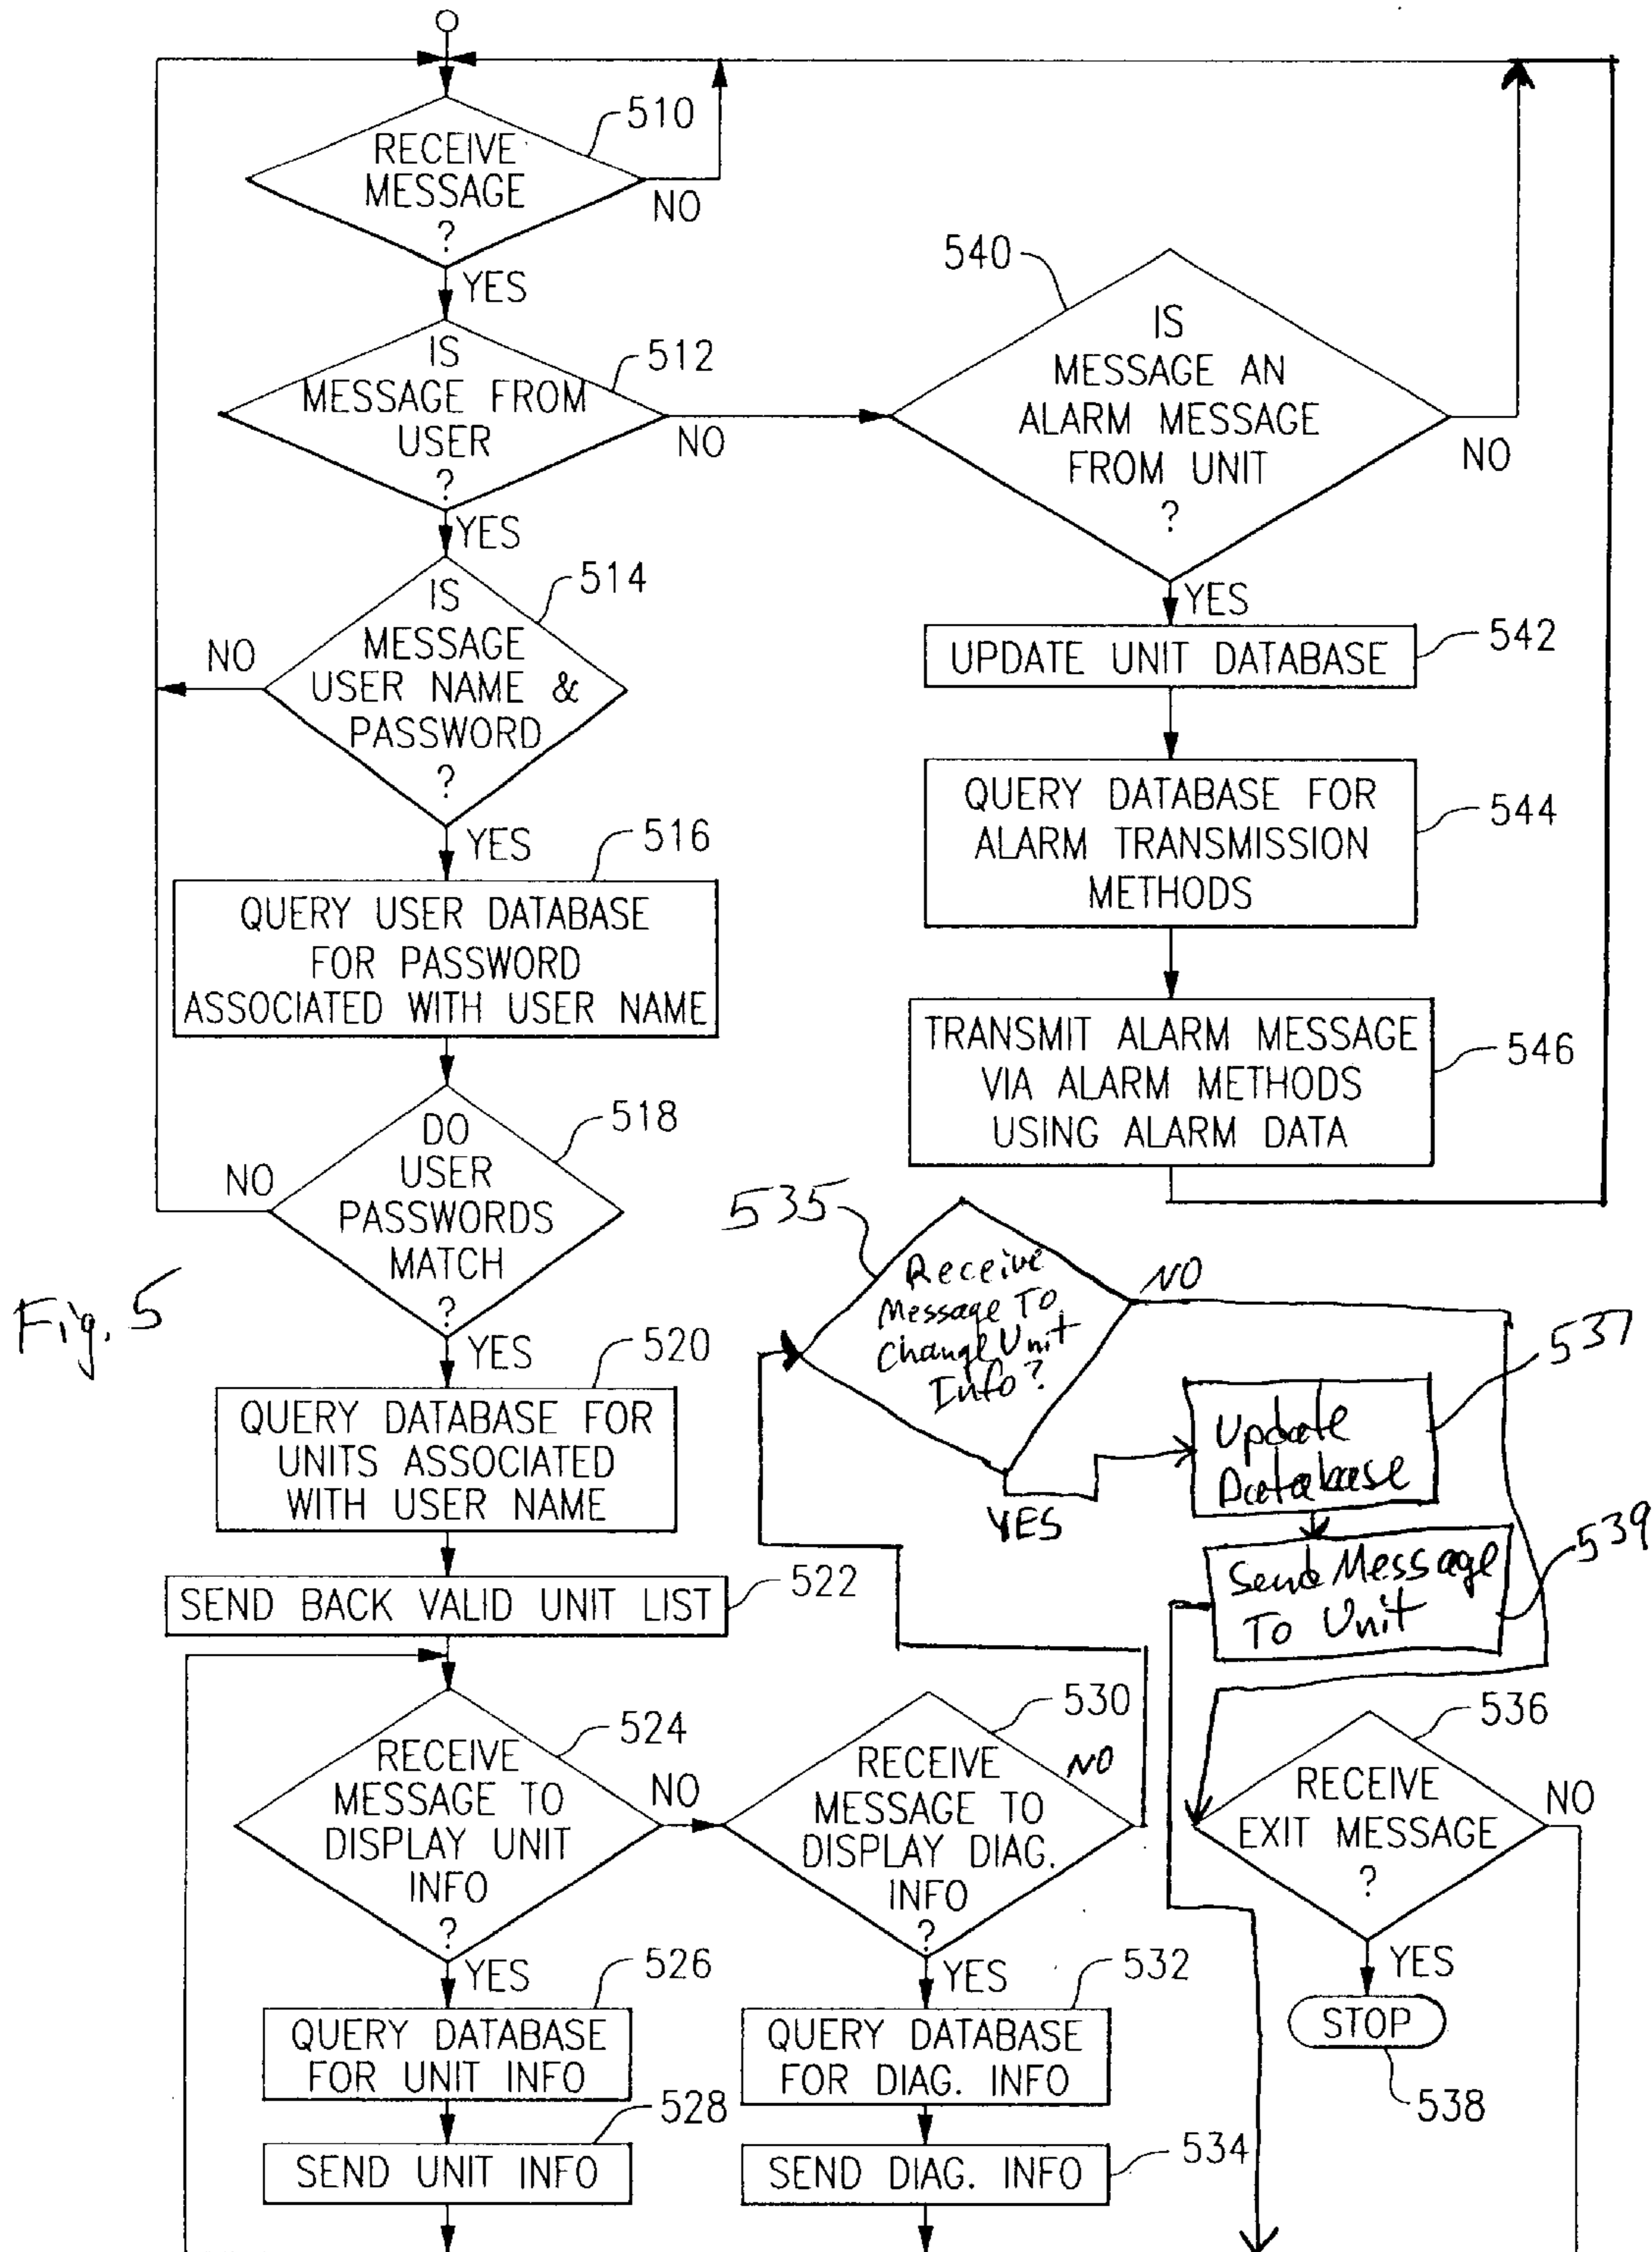 510
RECEIVE
MESSAGE
?
NO
YES
IS
MESSAGE FROM
USER
?
512
NO
YES
540
IS
MESSAGE AN
ALARM MESSAGE
FROM UNIT
?
NO
YES
514
IS
MESSAGE
USER NAME &
PASSWORD
?
NO
YES
542
UPDATE UNIT DATABASE
544
QUERY DATABASE FOR
ALARM TRANSMISSION
METHODS
516
QUERY USER DATABASE
FOR PASSWORD
ASSOCIATED WITH USER NAME
546
TRANSMIT ALARM MESSAGE
VIA ALARM METHODS
USING ALARM DATA
518
DO
USER
PASSWORDS
MATCH
?
NO
YES
Fig. 5
535
Receive
Message To
Change Unit
Info?
NO
YES
537
Update
Database
539
Send Message
To Unit
520
QUERY DATABASE FOR
UNITS ASSOCIATED
WITH USER NAME
522
SEND BACK VALID UNIT LIST
524
RECEIVE
MESSAGE TO
DISPLAY UNIT
INFO
?
NO
YES
530
RECEIVE
MESSAGE TO
DISPLAY DIAG.
INFO
?
NO
YES
536
RECEIVE
EXIT MESSAGE
?
NO
YES
STOP
538
526
QUERY DATABASE
FOR UNIT INFO
532
QUERY DATABASE
FOR DIAG. INFO
528
SEND UNIT INFO
534
SEND DIAG. INFO